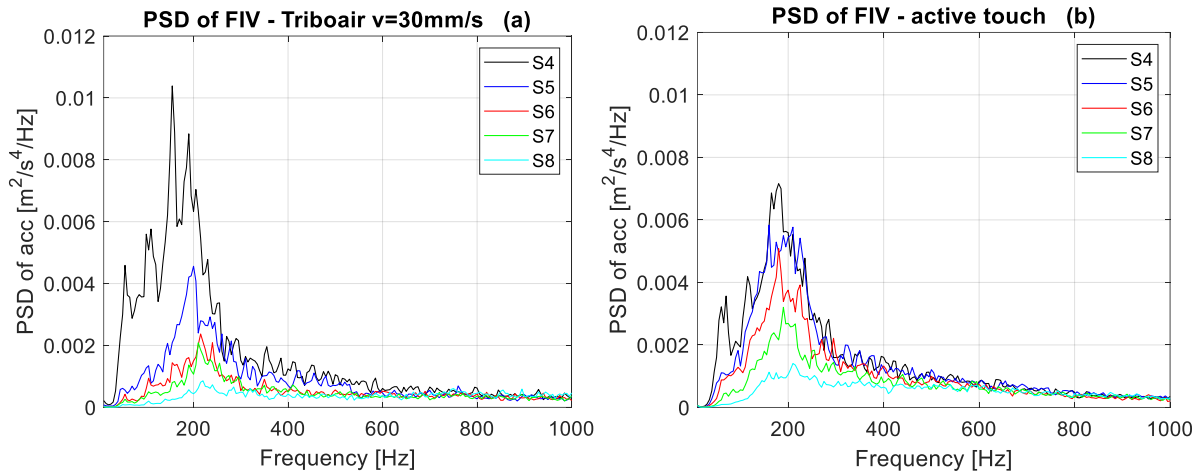 PSD of FIV - Triboair v=30mm/s (a)
PSD of acc [m²/s⁴/Hz]
0.012
0.01
0.008
0.006
0.004
0.002
0
S4
S5
S6
S7
S8
200 400 600 800 1000
Frequency [Hz]
PSD of FIV - active touch (b)
PSD of acc [m²/s⁴/Hz]
0.012
0.01
0.008
0.006
0.004
0.002
0
S4
S5
S6
S7
S8
200 400 600 800 1000
Frequency [Hz]